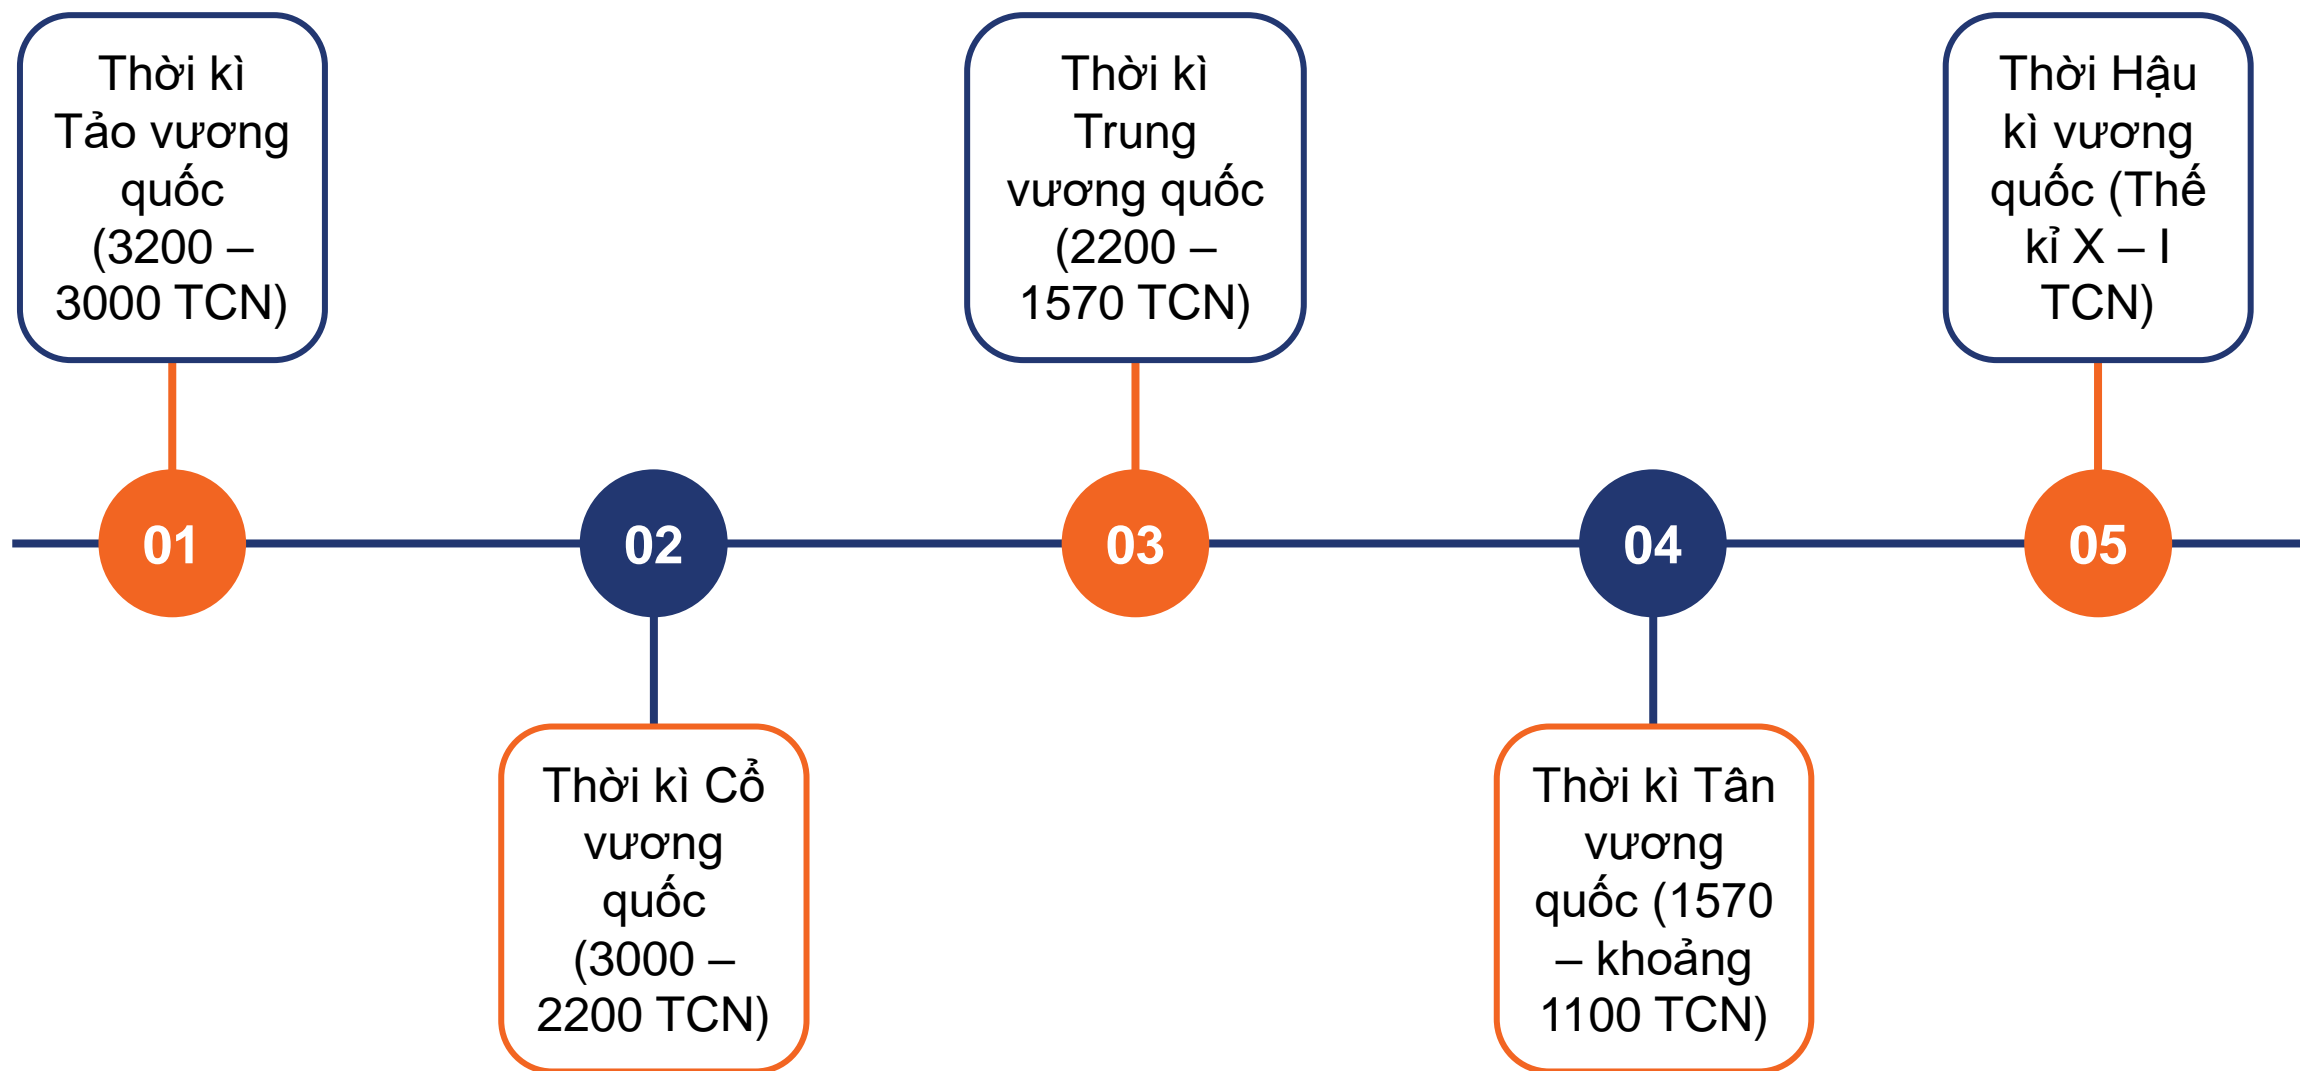 Thời kì
Tảo vương
quốc
(3200 –
3000 TCN)
Thời kì
Trung
vương quốc
(2200 –
1570 TCN)
Thời Hậu
kì vương
quốc (Thế
kỉ X – I
TCN)
01
02
03
04
05
Thời kì Cổ
vương
quốc
(3000 –
2200 TCN)
Thời kì Tân
vương
quốc (1570
– khoảng
1100 TCN)